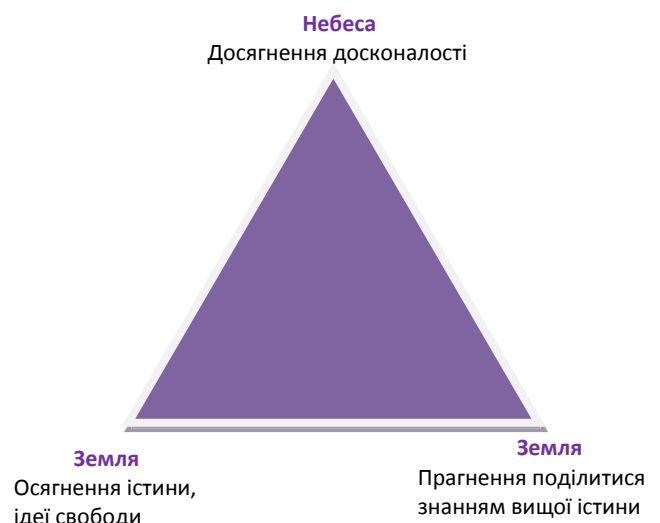 Небеса
Досягнення досконалості
Земля
Осягнення істини,
ідеї свободи
Земля
Прагнення поділитися
знанням вищої істини